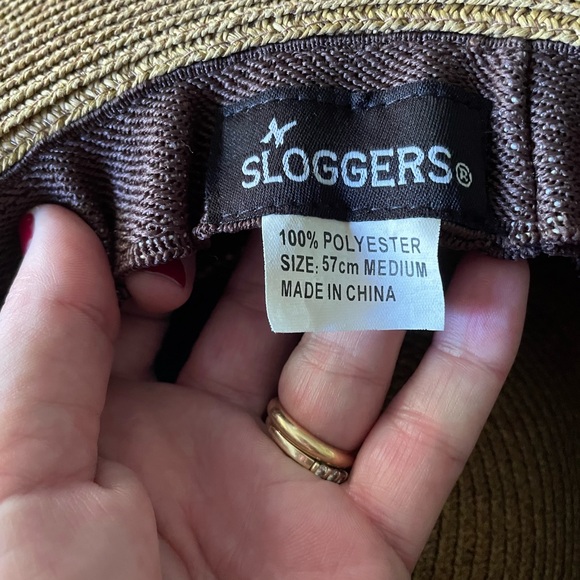 SLOGGERS®
100% POLYESTER
SIZE: 57cm MEDIUM
MADE IN CHINA